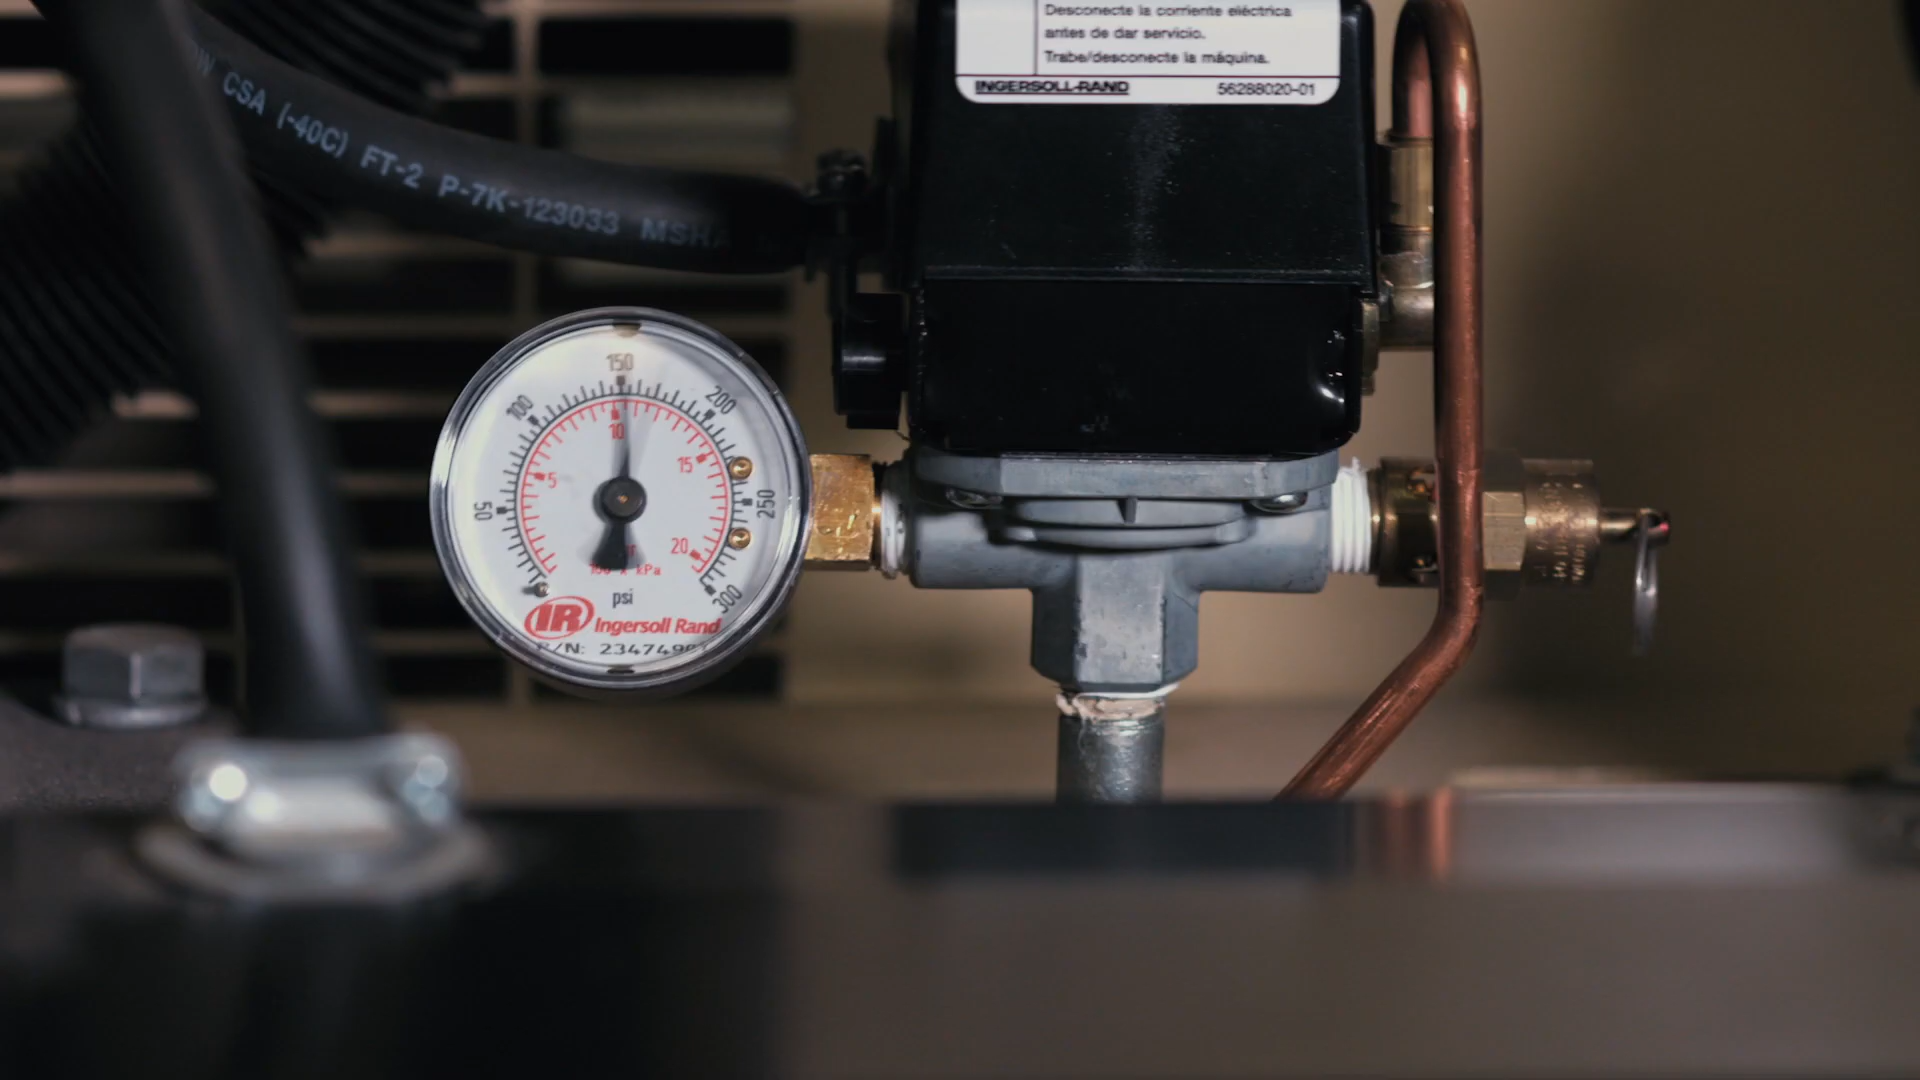 Desconecte la corriente eléctrica
antes de dar servicio.
Trabe/desconecte la máquina.
INGERSOLL-RAND 56288020-01
CSA (-40C) FT-2 P-7K-123033 MSHA
50
100
150
200
250
300
5
10
15
20
kPa
psi
IR Ingersoll Rand